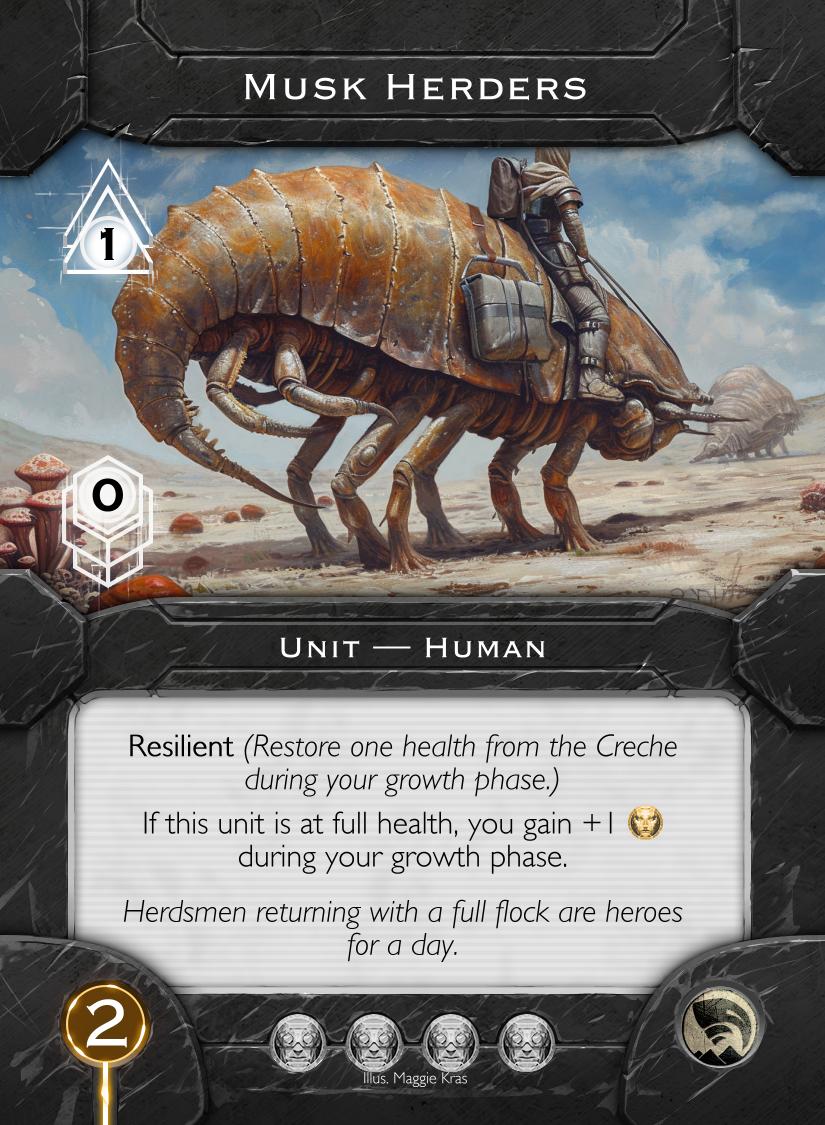 Musk Herders
1
0
Unit — Human
Resilient (Restore one health from the Creche
during your growth phase.)
If this unit is at full health, you gain +1
during your growth phase.
Herdsmen returning with a full flock are heroes
for a day.
2
Illus. Maggie Kras